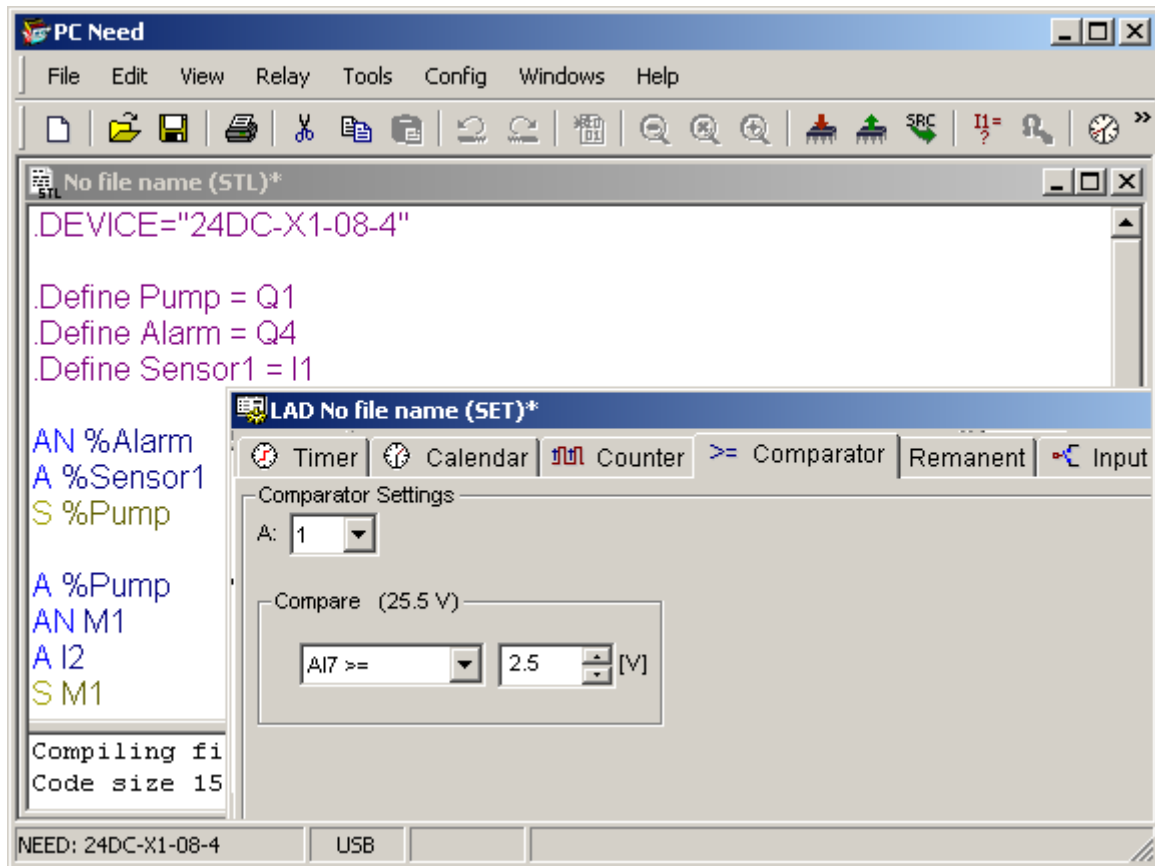 PC Need
File Edit View Relay Tools Config Windows Help
SRC I1=?
STL No file name (STL)*
.DEVICE="24DC-X1-08-4"
.Define Pump = Q1
.Define Alarm = Q4
.Define Sensor1 = I1
AN %Alarm
A %Sensor1
S %Pump
A %Pump
AN M1
A I2
S M1
LAD No file name (SET)*
Timer Calendar Counter >= Comparator Remanent Input
Comparator Settings
A: 1
Compare (25.5 V)
AI7 >= 2.5 [V]
Compiling fi
Code size 15
NEED: 24DC-X1-08-4 USB